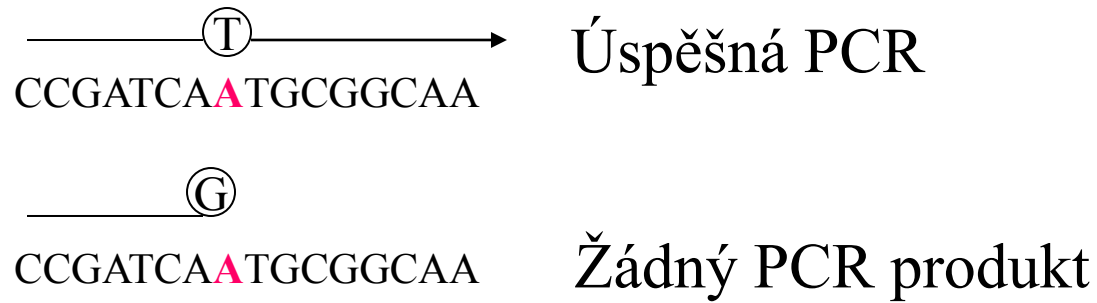 T
Úspěšná PCR
CCGATCAATGCGGCAA
G
CCGATCAATGCGGCAA
Žádný PCR produkt